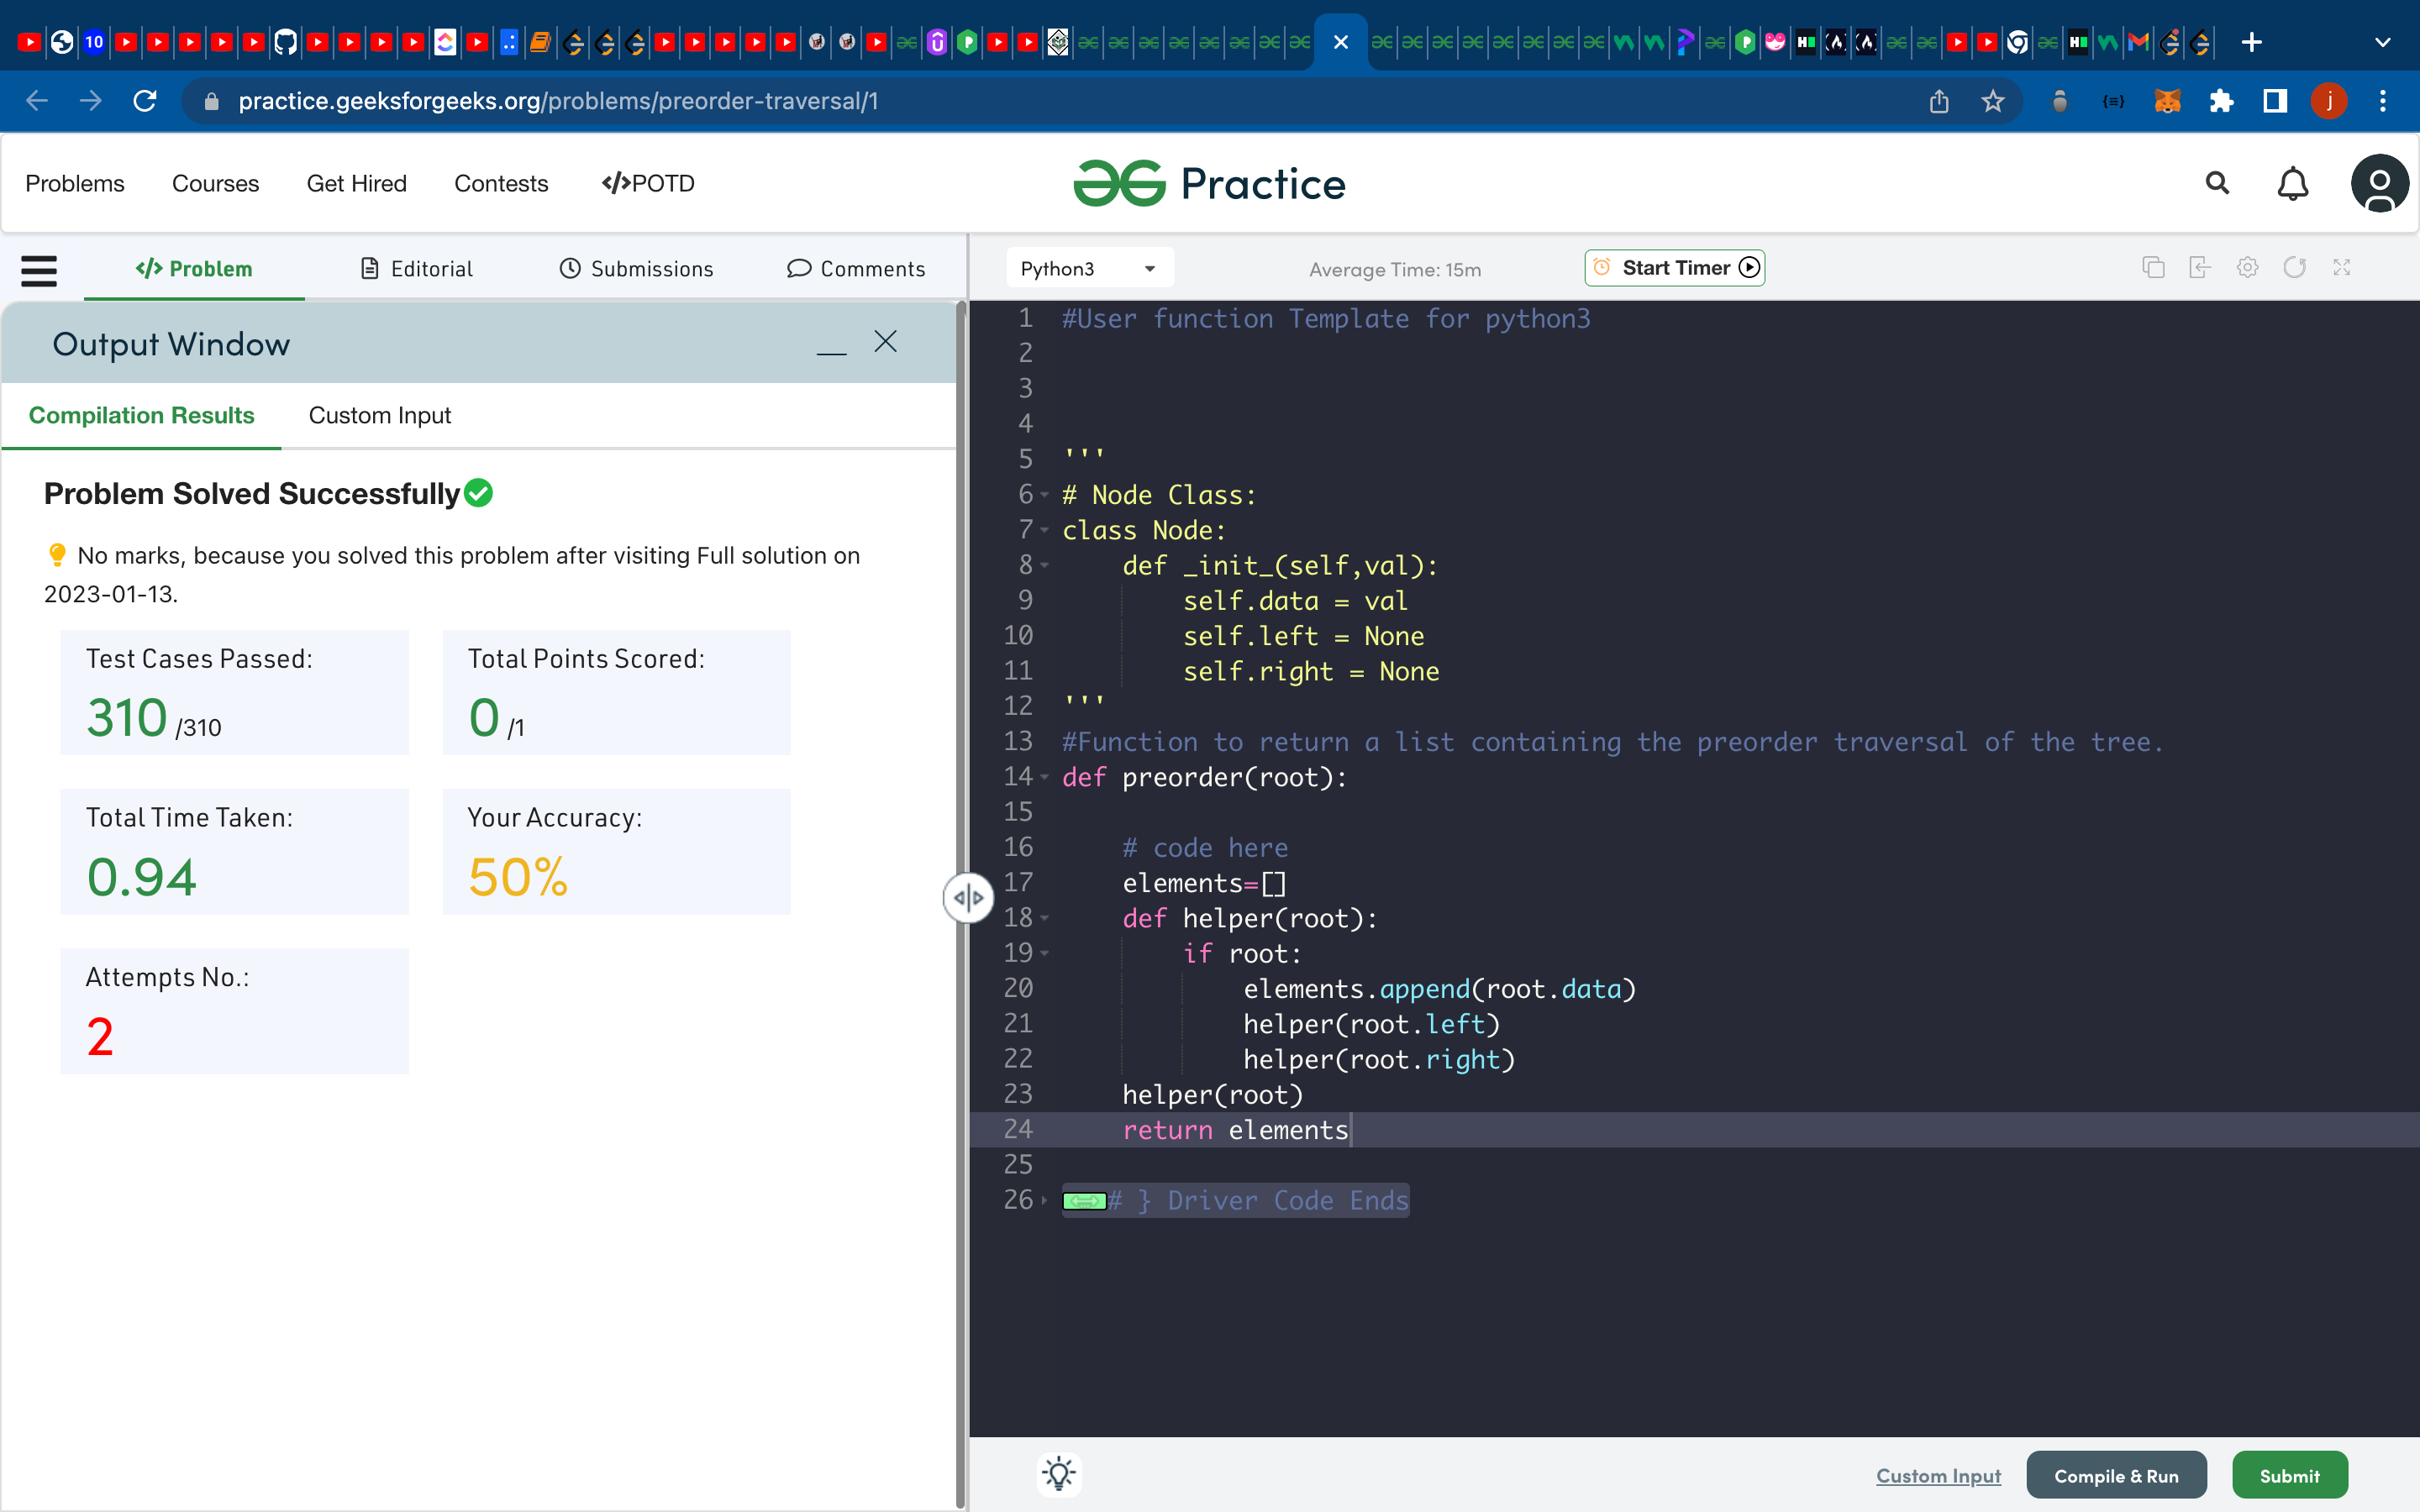 10
practice.geeksforgeeks.org/problems/preorder-traversal/1
j
Problems
Courses
Get Hired
Contests
</>POTD
Practice
</> Problem
Editorial
Submissions
Comments
Python3
Average Time: 15m
Start Timer
Output Window
Compilation Results
Custom Input
Problem Solved Successfully
No marks, because you solved this problem after visiting Full solution on
2023-01-13.
Test Cases Passed:
310 /310
Total Points Scored:
0 /1
Total Time Taken:
0.94
Your Accuracy:
50%
Attempts No.:
2
1 #User function Template for python3
2
3
4
5 '''
6 # Node Class:
7 class Node:
8     def _init_(self,val):
9         self.data = val
10         self.left = None
11         self.right = None
12 '''
13 #Function to return a list containing the preorder traversal of the tree.
14 def preorder(root):
15
16     # code here
17     elements=[]
18     def helper(root):
19         if root:
20             elements.append(root.data)
21             helper(root.left)
22             helper(root.right)
23     helper(root)
24     return elements
25
26 # } Driver Code Ends
Custom Input
Compile & Run
Submit